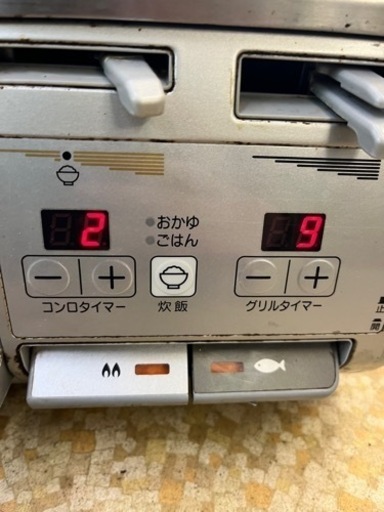 2
おかゆ
ごはん
9
− +
炊飯
− +
コンロタイマー
グリルタイマー